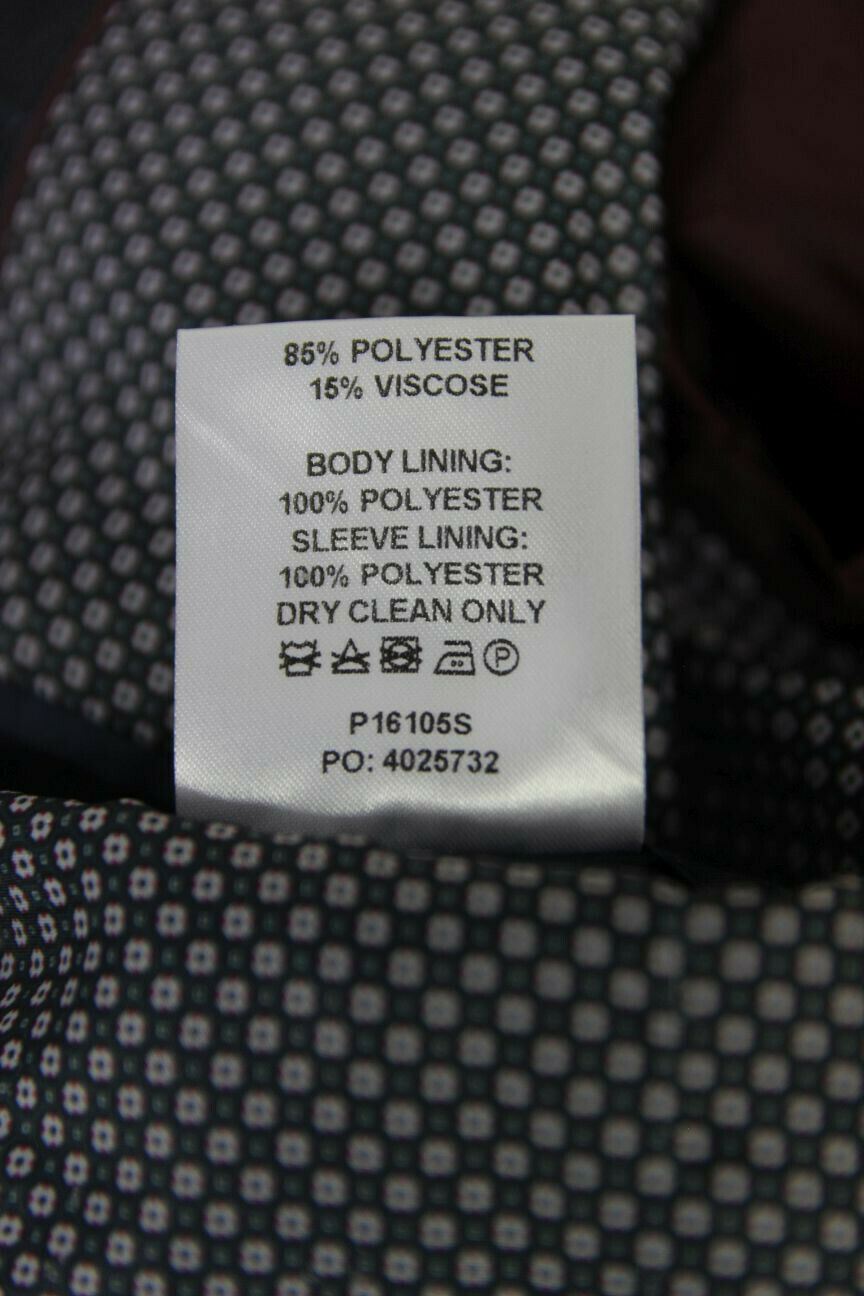 85% POLYESTER
15% VISCOSE
BODY LINING:
100% POLYESTER
SLEEVE LINING:
100% POLYESTER
DRY CLEAN ONLY
P
P16105S
PO: 4025732